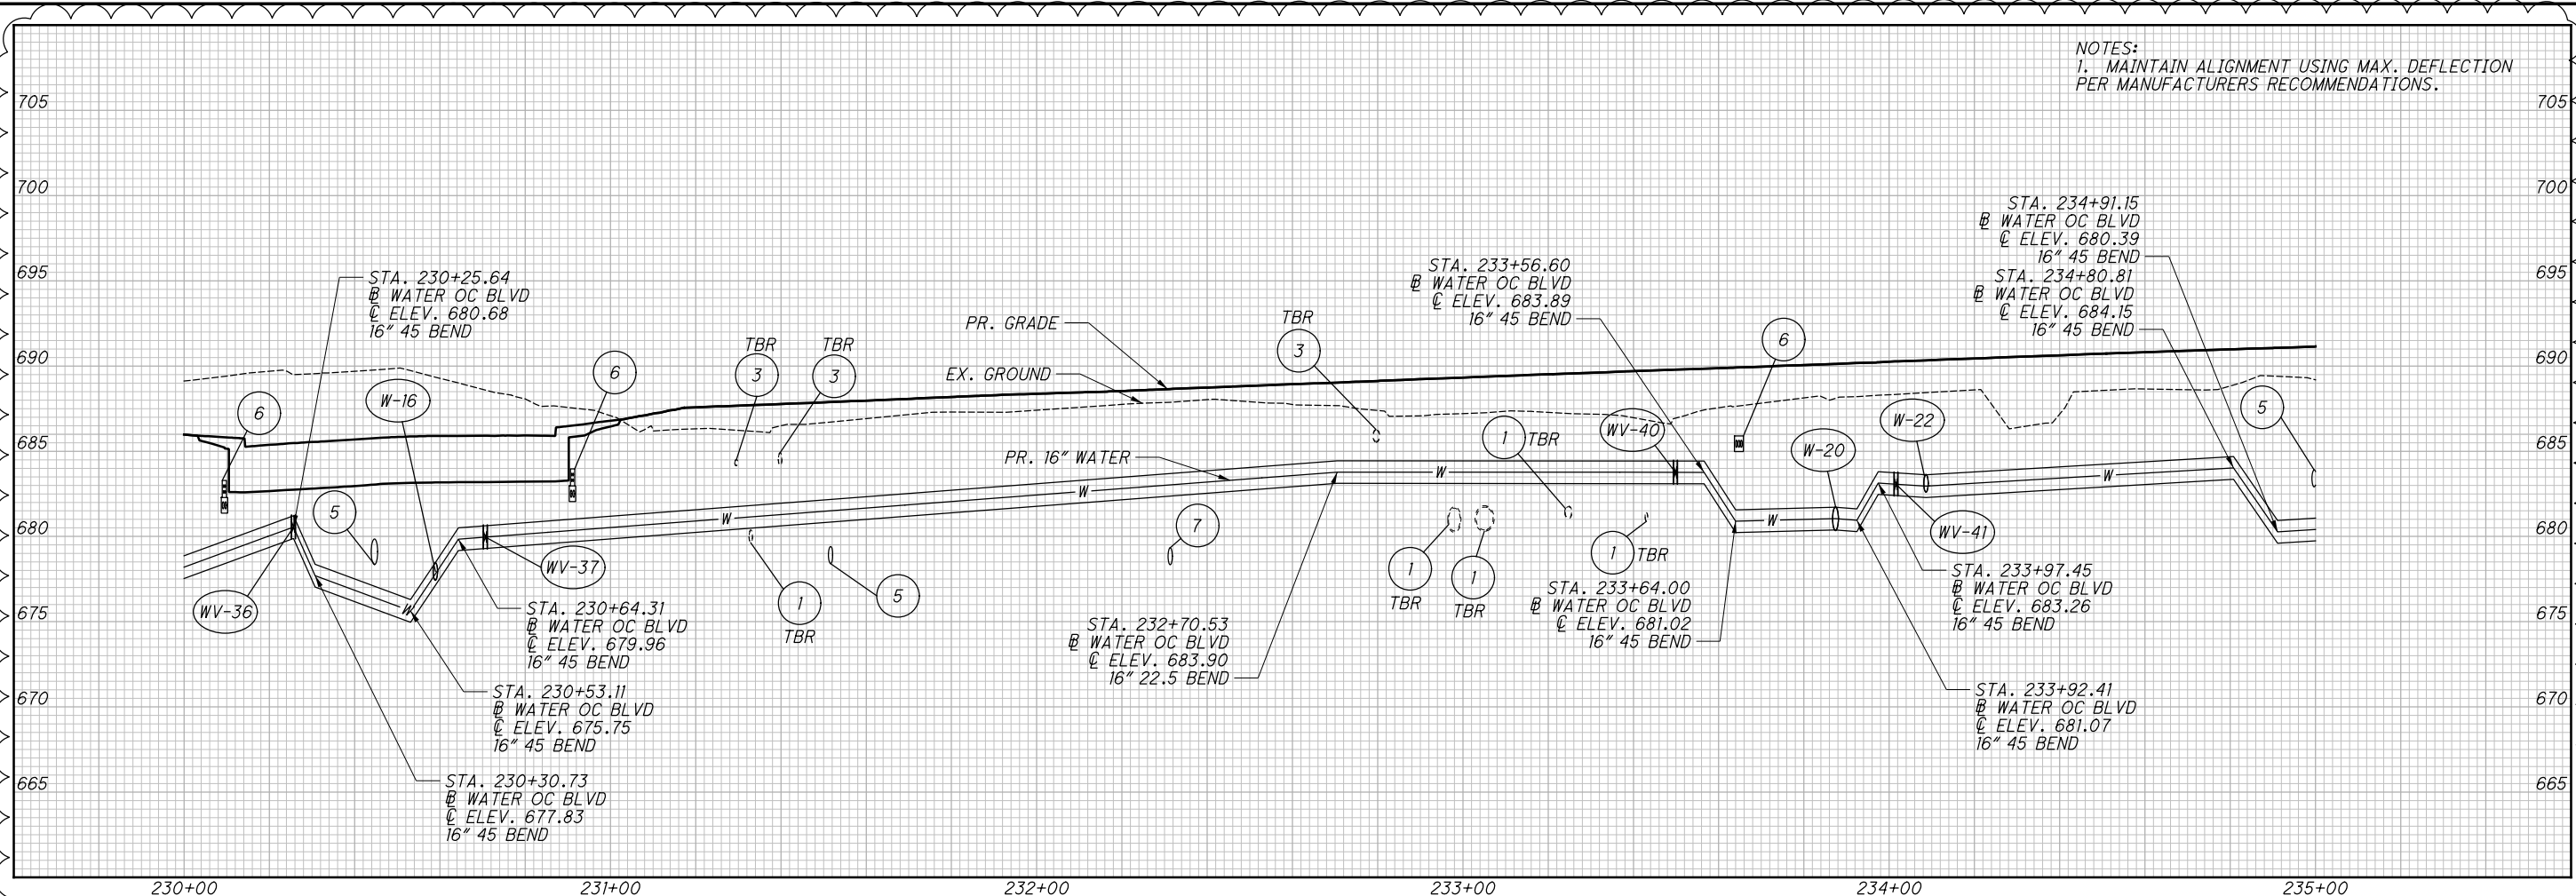 NOTES:
1. MAINTAIN ALIGNMENT USING MAX. DEFLECTION
PER MANUFACTURERS RECOMMENDATIONS.
705
705
700
700
STA. 234+91.15
℄ WATER OC BLVD
℄ ELEV. 680.39
16" 45 BEND
695
695
STA. 234+80.81
℄ WATER OC BLVD
℄ ELEV. 684.15
16" 45 BEND
STA. 230+25.64
℄ WATER OC BLVD
℄ ELEV. 680.68
16" 45 BEND
STA. 233+56.60
℄ WATER OC BLVD
℄ ELEV. 683.89
16" 45 BEND
PR. GRADE
EX. GROUND
690
690
TBR
3
TBR
3
TBR
3
6
6
6
W-16
5
685
685
1
TBR
WV-40
W-22
W-20
PR. 16" WATER
W
W
W
W
W
W
680
680
5
7
WV-41
WV-37
1
TBR
1
TBR
1
TBR
1
TBR
5
WV-36
675
675
STA. 230+64.31
℄ WATER OC BLVD
℄ ELEV. 679.96
16" 45 BEND
STA. 232+70.53
℄ WATER OC BLVD
℄ ELEV. 683.90
16" 22.5 BEND
STA. 233+64.00
℄ WATER OC BLVD
℄ ELEV. 681.02
16" 45 BEND
STA. 233+97.45
℄ WATER OC BLVD
℄ ELEV. 683.26
16" 45 BEND
670
670
STA. 230+53.11
℄ WATER OC BLVD
℄ ELEV. 675.75
16" 45 BEND
STA. 233+92.41
℄ WATER OC BLVD
℄ ELEV. 681.07
16" 45 BEND
665
665
STA. 230+30.73
℄ WATER OC BLVD
℄ ELEV. 677.83
16" 45 BEND
230+00
231+00
232+00
233+00
234+00
235+00